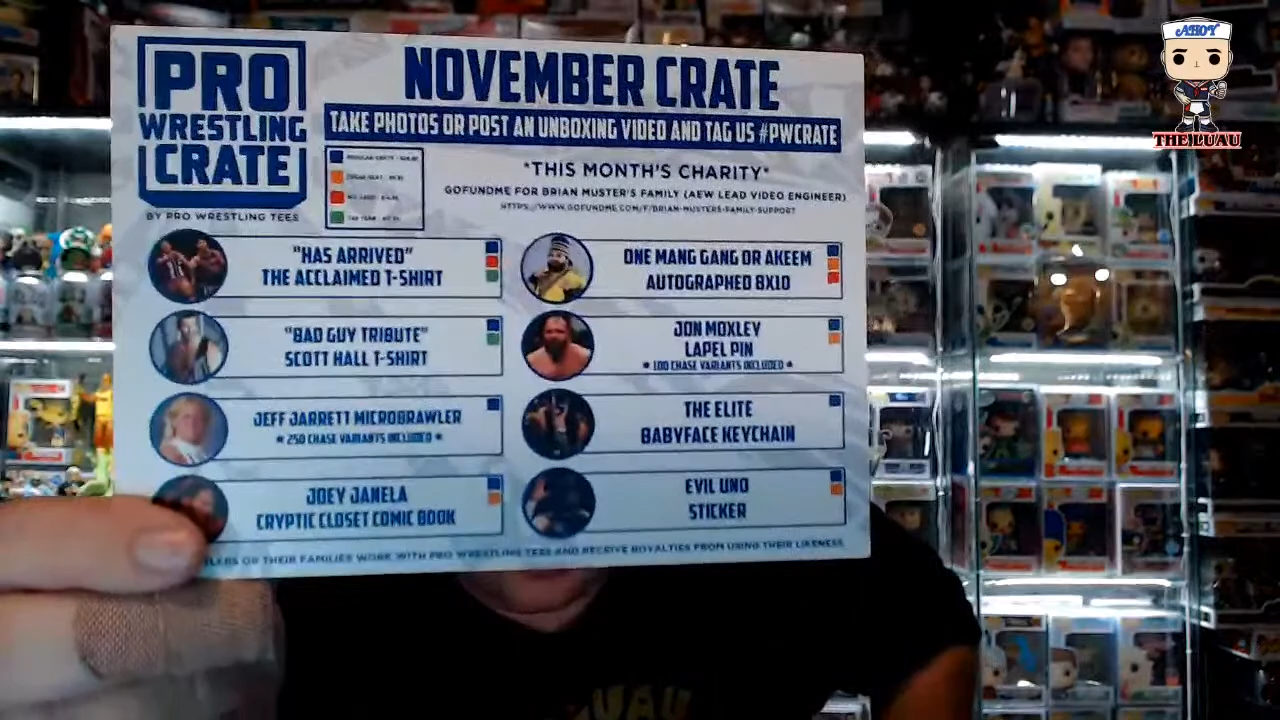 AHOY
THE LUAU
PRO
WRESTLING
CRATE
BY PRO WRESTLING TEES
NOVEMBER CRATE
TAKE PHOTOS OR POST AN UNBOXING VIDEO AND TAG US #PWCRATE
*THIS MONTH'S CHARITY*
GOFUNDME FOR BRIAN MUSTER'S FAMILY (AEW LEAD VIDEO ENGINEER)
HTTPS://WWW.GOFUNDME.COM/F/BRIAN-MUSTERS-FAMILY-SUPPORT
"HAS ARRIVED"
THE ACCLAIMED T-SHIRT
"BAD GUY TRIBUTE"
SCOTT HALL T-SHIRT
JEFF JARRETT MICROBRAWLER
* 250 CHASE VARIANTS INCLUDED *
JOEY JANELA
CRYPTIC CLOSET COMIC BOOK
ONE MANG GANG OR AKEEM
AUTOGRAPHED 8X10
JON MOXLEY
LAPEL PIN
* 100 CHASE VARIANTS INCLUDED *
THE ELITE
BABYFACE KEYCHAIN
EVIL UNO
STICKER
OR THEIR FAMILIES WORK WITH PRO WRESTLING TEES AND RECEIVE ROYALTIES FROM USING THEIR LIKENESS